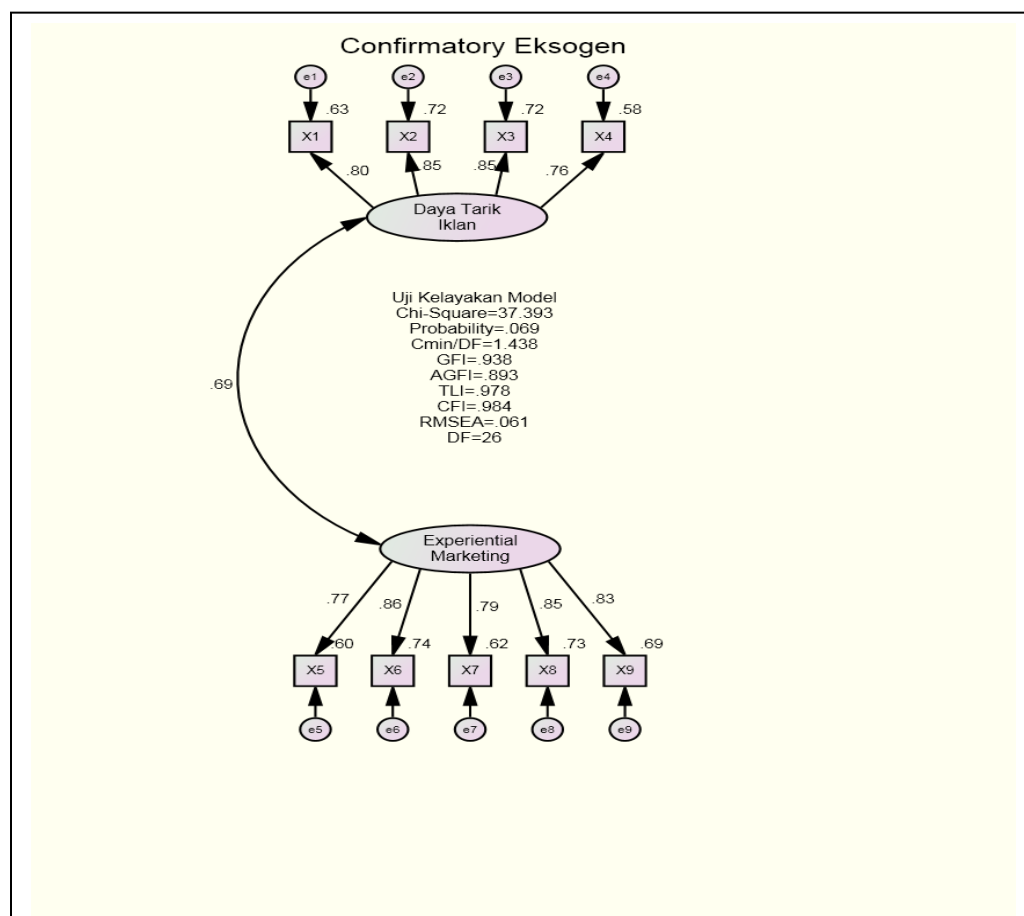 Confirmatory Eksogen
e1 e2 e3 e4
.63 .72 .72 .58
X1 X2 X3 X4
.80 .85 .85 .76
Daya Tarik
Iklan
Uji Kelayakan Model
Chi-Square=37.393
Probability=.069
Cmin/DF=1.438
GFI=.938
AGFI=.893
TLI=.978
CFI=.984
RMSEA=.061
DF=26
.69
Experiential
Marketing
.77 .86 .79 .85 .83
.60 .74 .62 .73 .69
X5 X6 X7 X8 X9
e5 e6 e7 e8 e9